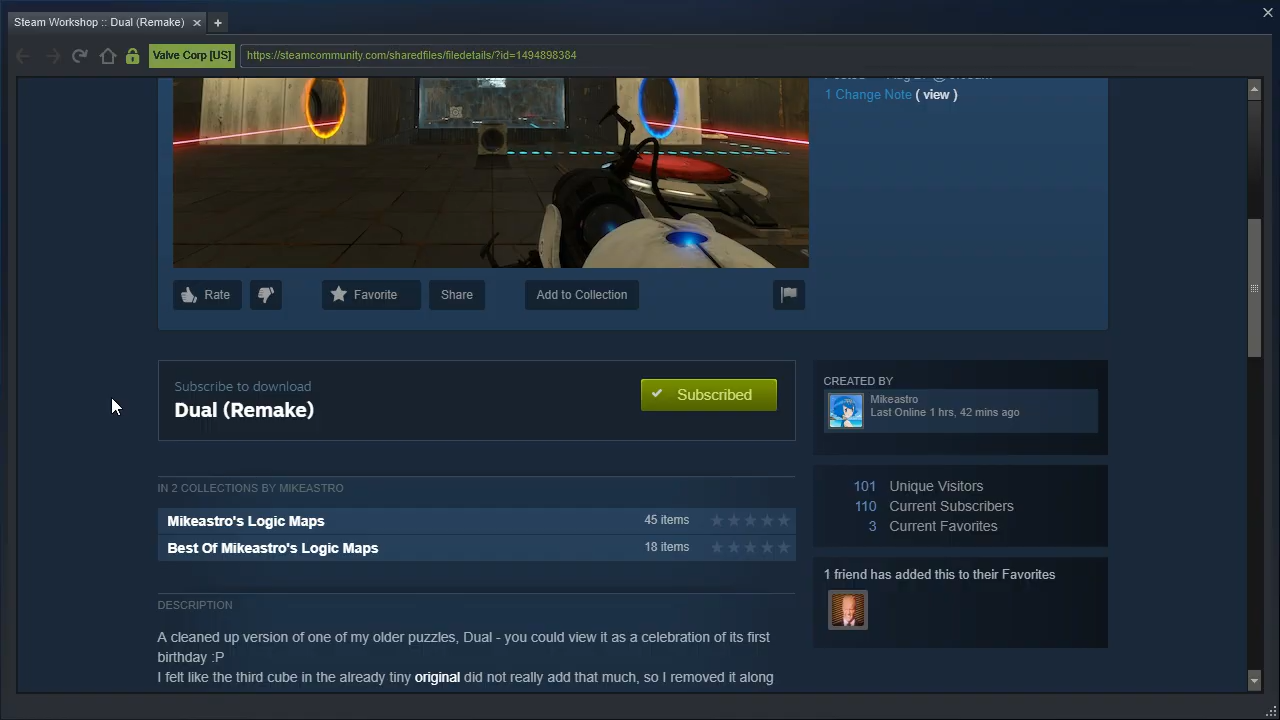 Steam Workshop :: Dual (Remake)
Valve Corp [US]
https://steamcommunity.com/sharedfiles/filedetails/?id=1494898384
1 Change Note ( view )
Rate
Favorite
Share
Add to Collection
Subscribe to download
Dual (Remake)
Subscribed
CREATED BY
Mikeastro
Last Online 1 hrs, 42 mins ago
IN 2 COLLECTIONS BY MIKEASTRO
Mikeastro's Logic Maps 45 items
Best Of Mikeastro's Logic Maps 18 items
101 Unique Visitors
110 Current Subscribers
3 Current Favorites
1 friend has added this to their Favorites
DESCRIPTION
A cleaned up version of one of my older puzzles, Dual - you could view it as a celebration of its first
birthday :P
I felt like the third cube in the already tiny original did not really add that much, so I removed it along